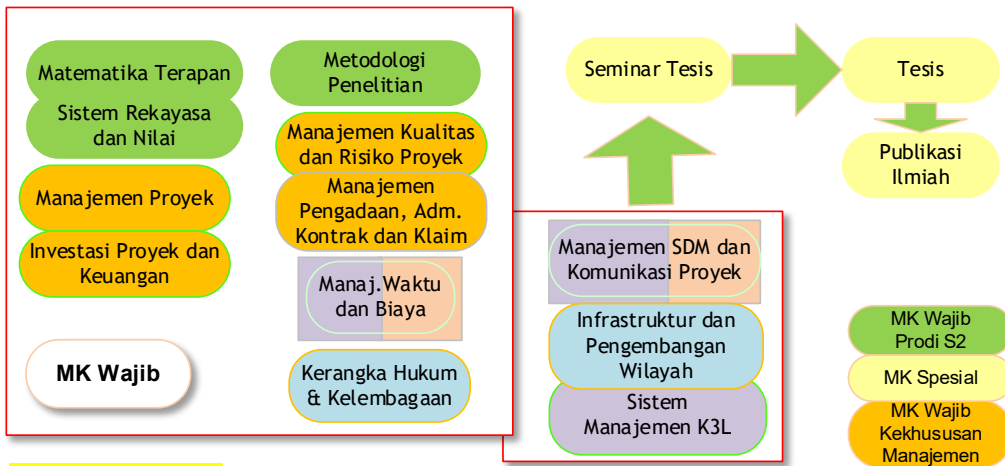 Matematika Terapan
Sistem Rekayasa
dan Nilai
Manajemen Proyek
Investasi Proyek dan
Keuangan
MK Wajib
Metodologi
Penelitian
Manajemen Kualitas
dan Risiko Proyek
Manajemen
Pengadaan, Adm.
Kontrak dan Klaim
Manaj.Waktu
dan Biaya
Kerangka Hukum
& Kelembagaan
Seminar Tesis
Tesis
Publikasi
Ilmiah
Manajemen SDM dan
Komunikasi Proyek
Infrastruktur dan
Pengembangan
Wilayah
Sistem
Manajemen K3L
MK Wajib
Prodi S2
MK Spesial
MK Wajib
Kekhususan
Manajemen